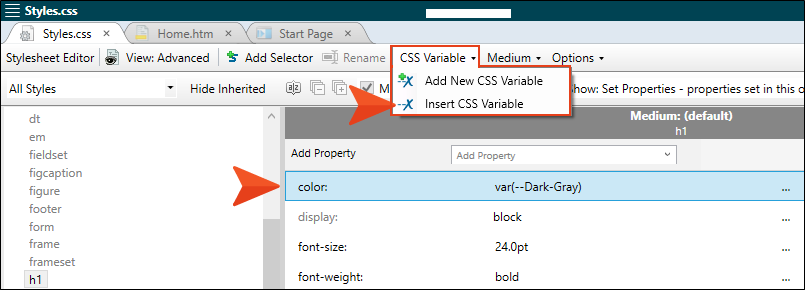 Styles.css
Styles.css Home.htm Start Page
Stylesheet Editor View: Advanced Add Selector Rename CSS Variable Medium Options
Add New CSS Variable
Insert CSS Variable
All Styles Hide Inherited how: Set Properties - properties set in this o
Medium: (default)
h1
Add Property Add Property
color: var(--Dark-Gray) ...
display: block
font-size: 24.0pt ...
font-weight: bold ...
dt
em
fieldset
figcaption
figure
footer
form
frame
frameset
h1